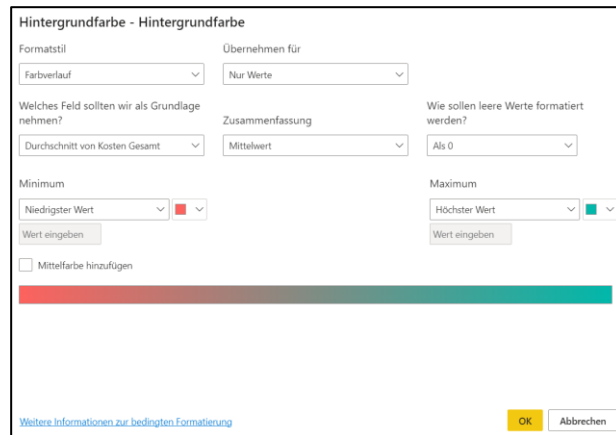 Hintergrundfarbe - Hintergrundfarbe
Formatstil
Übernehmen für
Farbverlauf
Nur Werte
Welches Feld sollten wir als Grundlage
nehmen?
Zusammenfassung
Wie sollen leere Werte formatiert
werden?
Durchschnitt von Kosten Gesamt
Mittelwert
Als 0
Minimum
Maximum
Niedrigster Wert
Höchster Wert
Wert eingeben
Wert eingeben
Mittelfarbe hinzufügen
Weitere Informationen zur bedingten Formatierung
OK
Abbrechen